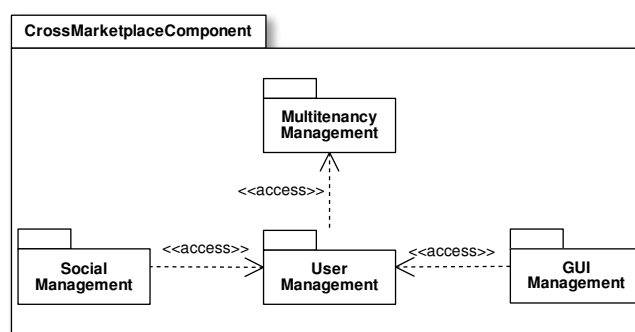 CrossMarketplaceComponent
Multitenancy
Management
<<access>>
<<access>>
<<access>>
Social
Management
User
Management
GUI
Management